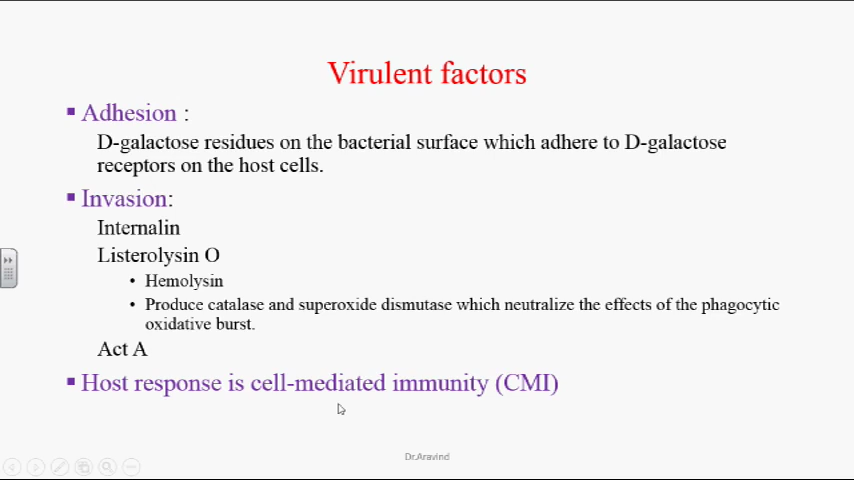 Virulent factors
Adhesion :
D-galactose residues on the bacterial surface which adhere to D-galactose
receptors on the host cells.
Invasion:
Internalin
Listerolysin O
Hemolysin
Produce catalase and superoxide dismutase which neutralize the effects of the phagocytic
oxidative burst.
Act A
Host response is cell-mediated immunity (CMI)
Dr.Aravind